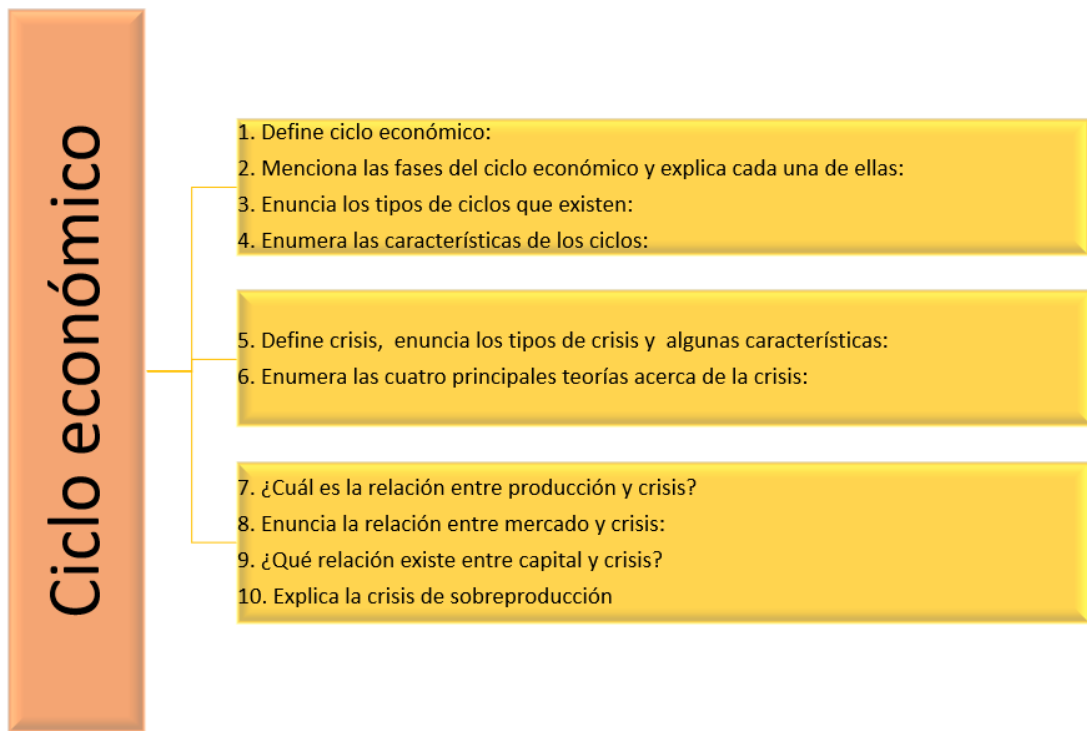 Ciclo económico
1. Define ciclo económico:
2. Menciona las fases del ciclo económico y explica cada una de ellas:
3. Enuncia los tipos de ciclos que existen:
4. Enumera las características de los ciclos:
5. Define crisis,  enuncia los tipos de crisis y  algunas características:
6. Enumera las cuatro principales teorías acerca de la crisis:
7. ¿Cuál es la relación entre producción y crisis?
8. Enuncia la relación entre mercado y crisis:
9. ¿Qué relación existe entre capital y crisis?
10. Explica la crisis de sobreproducción